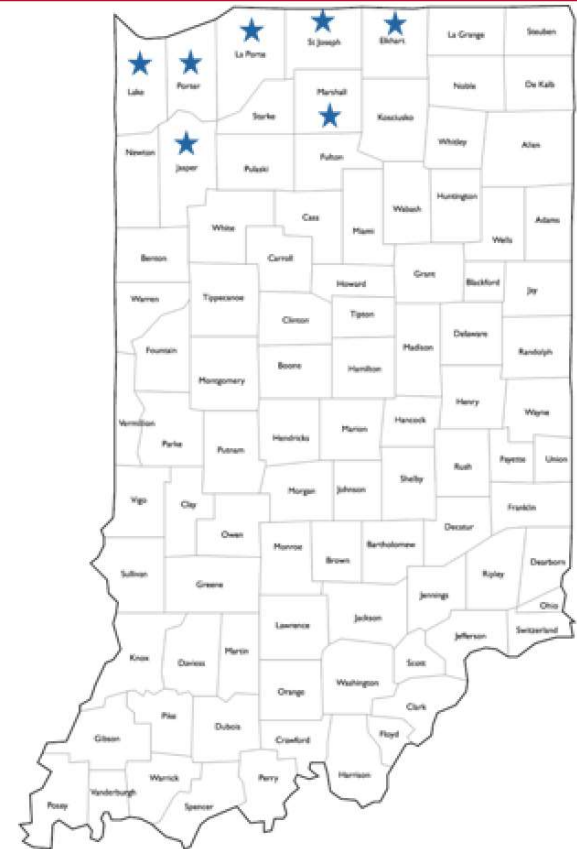 La Porte
St Joseph
Elkhart
La Grange
Steuben
Lake
Porter
Noble
De Kalb
Marshall
Starke
Kosciusko
Whitley
Allen
Newton
Jasper
Pulaski
Fulton
White
Cass
Miami
Wabash
Huntington
Wells
Adams
Benton
Carroll
Howard
Grant
Blackford
Jay
Warren
Tippecanoe
Clinton
Tipton
Madison
Delaware
Randolph
Fountain
Montgomery
Boone
Hamilton
Henry
Wayne
Vermillion
Parke
Putnam
Hendricks
Marion
Hancock
Rush
Fayette
Union
Vigo
Clay
Morgan
Johnson
Shelby
Franklin
Owen
Monroe
Brown
Bartholomew
Decatur
Dearborn
Sullivan
Greene
Jennings
Ripley
Ohio
Lawrence
Jackson
Jefferson
Switzerland
Knox
Daviess
Martin
Orange
Washington
Scott
Clark
Gibson
Pike
Dubois
Crawford
Floyd
Harrison
Posey
Vanderburgh
Warrick
Spencer
Perry